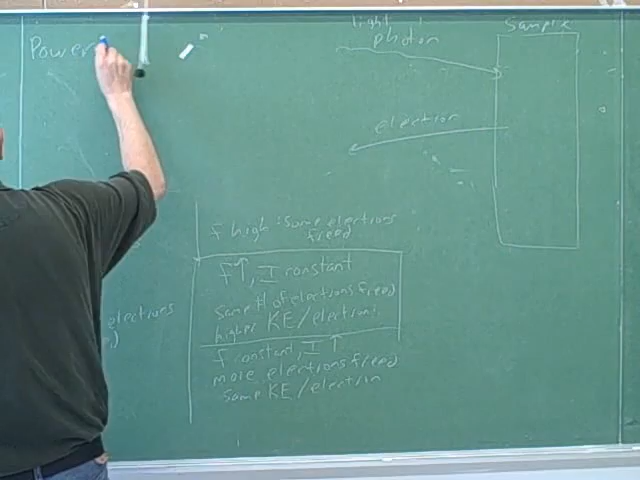 Power
light
photon
Sample
electron
f high : some electrons
freed
f↑, I constant
same # of electrons freed
higher KE/electron
f constant, I ↑
more electrons freed
same KE/electron
electrons